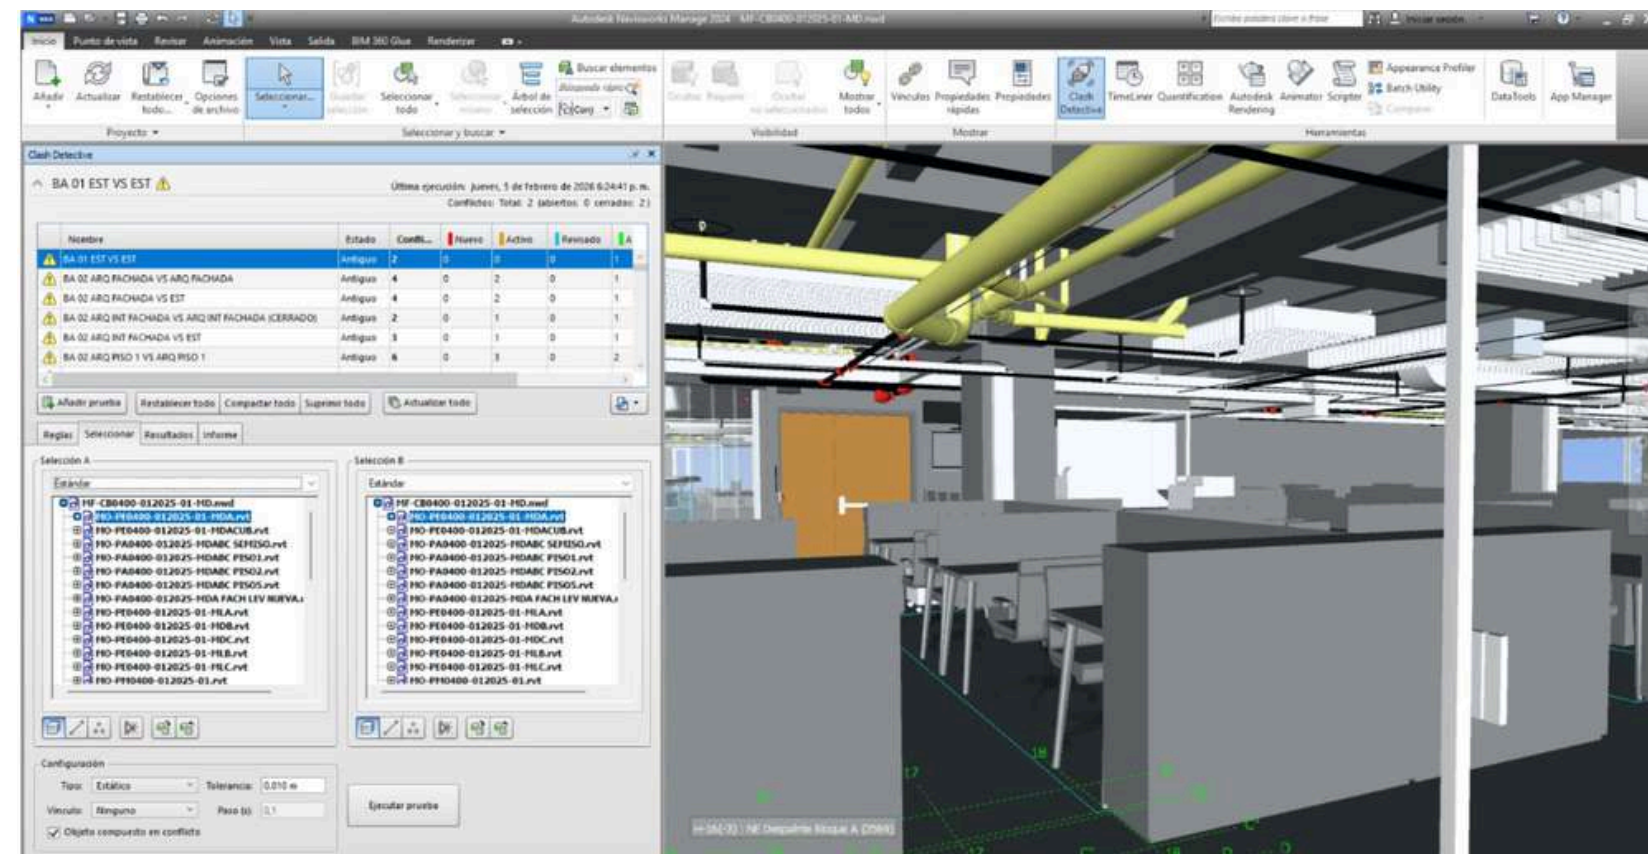 Autodesk Navisworks Manage 2024 MF-CB0400-012025-01-MD.nwd
Iniciar sesión
Inicio Punto de vista Revisar Animación Vista Salida BIM 360 Glue Renderizar
Añadir Actualizar Restablecer todo... Opciones de archivo Seleccionar... Guardar selección Seleccionar todo Seleccionar mismo Árbol de selección Buscar elementos
Ocultar Requerir Ocultar no seleccionados Mostrar todos Vínculos Propiedades rápidas Propiedades Clash Detective TimeLiner Quantification Autodesk Rendering Animator Scripter Appearance Profiler Batch Utility Compare DataTools App Manager
Proyecto Seleccionar y buscar Visibilidad Mostrar Herramientas
Clash Detective
BA 01 EST VS EST
Última ejecución: jueves, 5 de febrero de 2026 6:24:41 p. m.
Conflictos: Total: 2 (abiertos: 0 cerrados: 2)
Nombre Estado Confli... Nuevo Activo Revisado A
BA 01 EST VS EST Antiguo 2 0 0 0 1
BA 02 ARQ FACHADA VS ARQ FACHADA Antiguo 4 0 2 0 1
BA 02 ARQ FACHADA VS EST Antiguo 4 0 2 0 1
BA 02 ARQ INT FACHADA VS ARQ INT FACHADA (CERRADO) Antiguo 2 0 1 0 1
BA 02 ARQ INT FACHADA VS EST Antiguo 3 0 1 0 1
BA 02 ARQ PISO 1 VS ARQ PISO 1 Antiguo 6 0 3 0 2
Añadir prueba Restablecer todo Compactar todo Suprimir todo Actualizar todo
Reglas Seleccionar Resultados Informe
Selección A
Estándar
MF-CB0400-012025-01-MD.nwd
MO-PE0400-012025-01-MDA.rvt
MO-PE0400-012025-01-MDACUB.rvt
MO-PA0400-012025-MDABC SEMISO.rvt
MO-PA0400-012025-MDABC PISO1.rvt
MO-PA0400-012025-MDABC PISO2.rvt
MO-PA0400-012025-MDABC PISO5.rvt
MO-PA0400-012025-MDA FACH LEV NUEVA.r
MO-PE0400-012025-01-MLA.rvt
MO-PE0400-012025-01-MDB.rvt
MO-PE0400-012025-01-MDC.rvt
MO-PE0400-012025-01-MLB.rvt
MO-PE0400-012025-01-MLC.rvt
MO-PM0400-012025-01.rvt
Selección B
Estándar
MF-CB0400-012025-01-MD.nwd
MO-PE0400-012025-01-MDA.rvt
MO-PE0400-012025-01-MDACUB.rvt
MO-PA0400-012025-MDABC SEMISO.rvt
MO-PA0400-012025-MDABC PISO1.rvt
MO-PA0400-012025-MDABC PISO2.rvt
MO-PA0400-012025-MDABC PISO5.rvt
MO-PA0400-012025-MDA FACH LEV NUEVA.r
MO-PE0400-012025-01-MLA.rvt
MO-PE0400-012025-01-MDB.rvt
MO-PE0400-012025-01-MDC.rvt
MO-PE0400-012025-01-MLB.rvt
MO-PE0400-012025-01-MLC.rvt
MO-PM0400-012025-01.rvt
Configuración
Tipo: Estático Tolerancia: 0.010 m
Vínculo: Ninguno Paso (s): 0,1
Objeto compuesto en conflicto
Ejecutar prueba
18
17
18